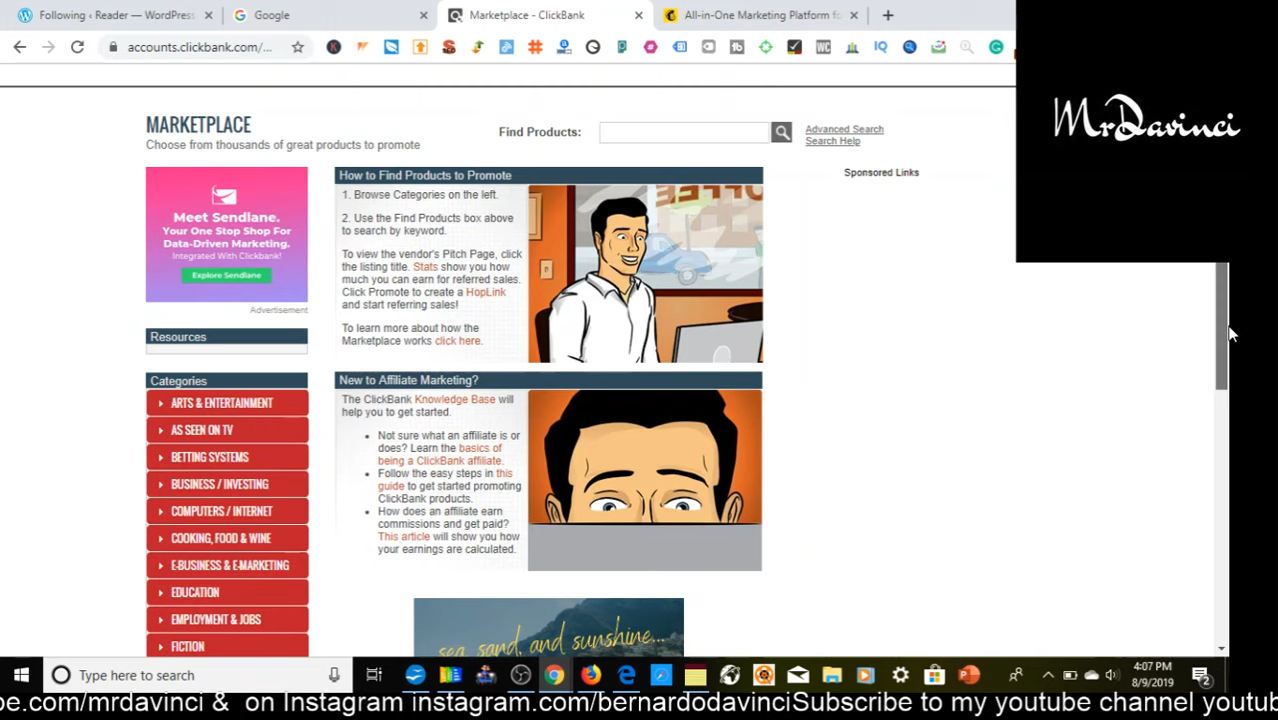 Following ‹ Reader — WordPress
Google
Marketplace - ClickBank
All-in-One Marketing Platform fo
accounts.clickbank.com/...
MrDavinci
MARKETPLACE
Choose from thousands of great products to promote
Find Products:
Advanced Search
Search Help
Meet Sendlane.
Your One Stop Shop For
Data-Driven Marketing.
Integrated With Clickbank!
Explore Sendlane
Advertisement
Resources
Categories
ARTS & ENTERTAINMENT
AS SEEN ON TV
BETTING SYSTEMS
BUSINESS / INVESTING
COMPUTERS / INTERNET
COOKING, FOOD & WINE
E-BUSINESS & E-MARKETING
EDUCATION
EMPLOYMENT & JOBS
FICTION
How to Find Products to Promote
1. Browse Categories on the left.
2. Use the Find Products box above
to search by keyword.
To view the vendor's Pitch Page, click
the listing title. Stats show you how
much you can earn for referred sales.
Click Promote to create a HopLink
and start referring sales!
To learn more about how the
Marketplace works click here.
COFFEE
New to Affiliate Marketing?
The ClickBank Knowledge Base will
help you to get started.
• Not sure what an affiliate is or
does? Learn the basics of
being a ClickBank affiliate.
• Follow the easy steps in this
guide to get started promoting
ClickBank products.
• How does an affiliate earn
commissions and get paid?
This article will show you how
your earnings are calculated.
sea, sand, and sunshine...
Sponsored Links
Type here to search
4:07 PM
8/9/2019
2
be.com/mrdavinci & on Instagram instagram.com/bernardodavinciSubscribe to my youtube channel youtub